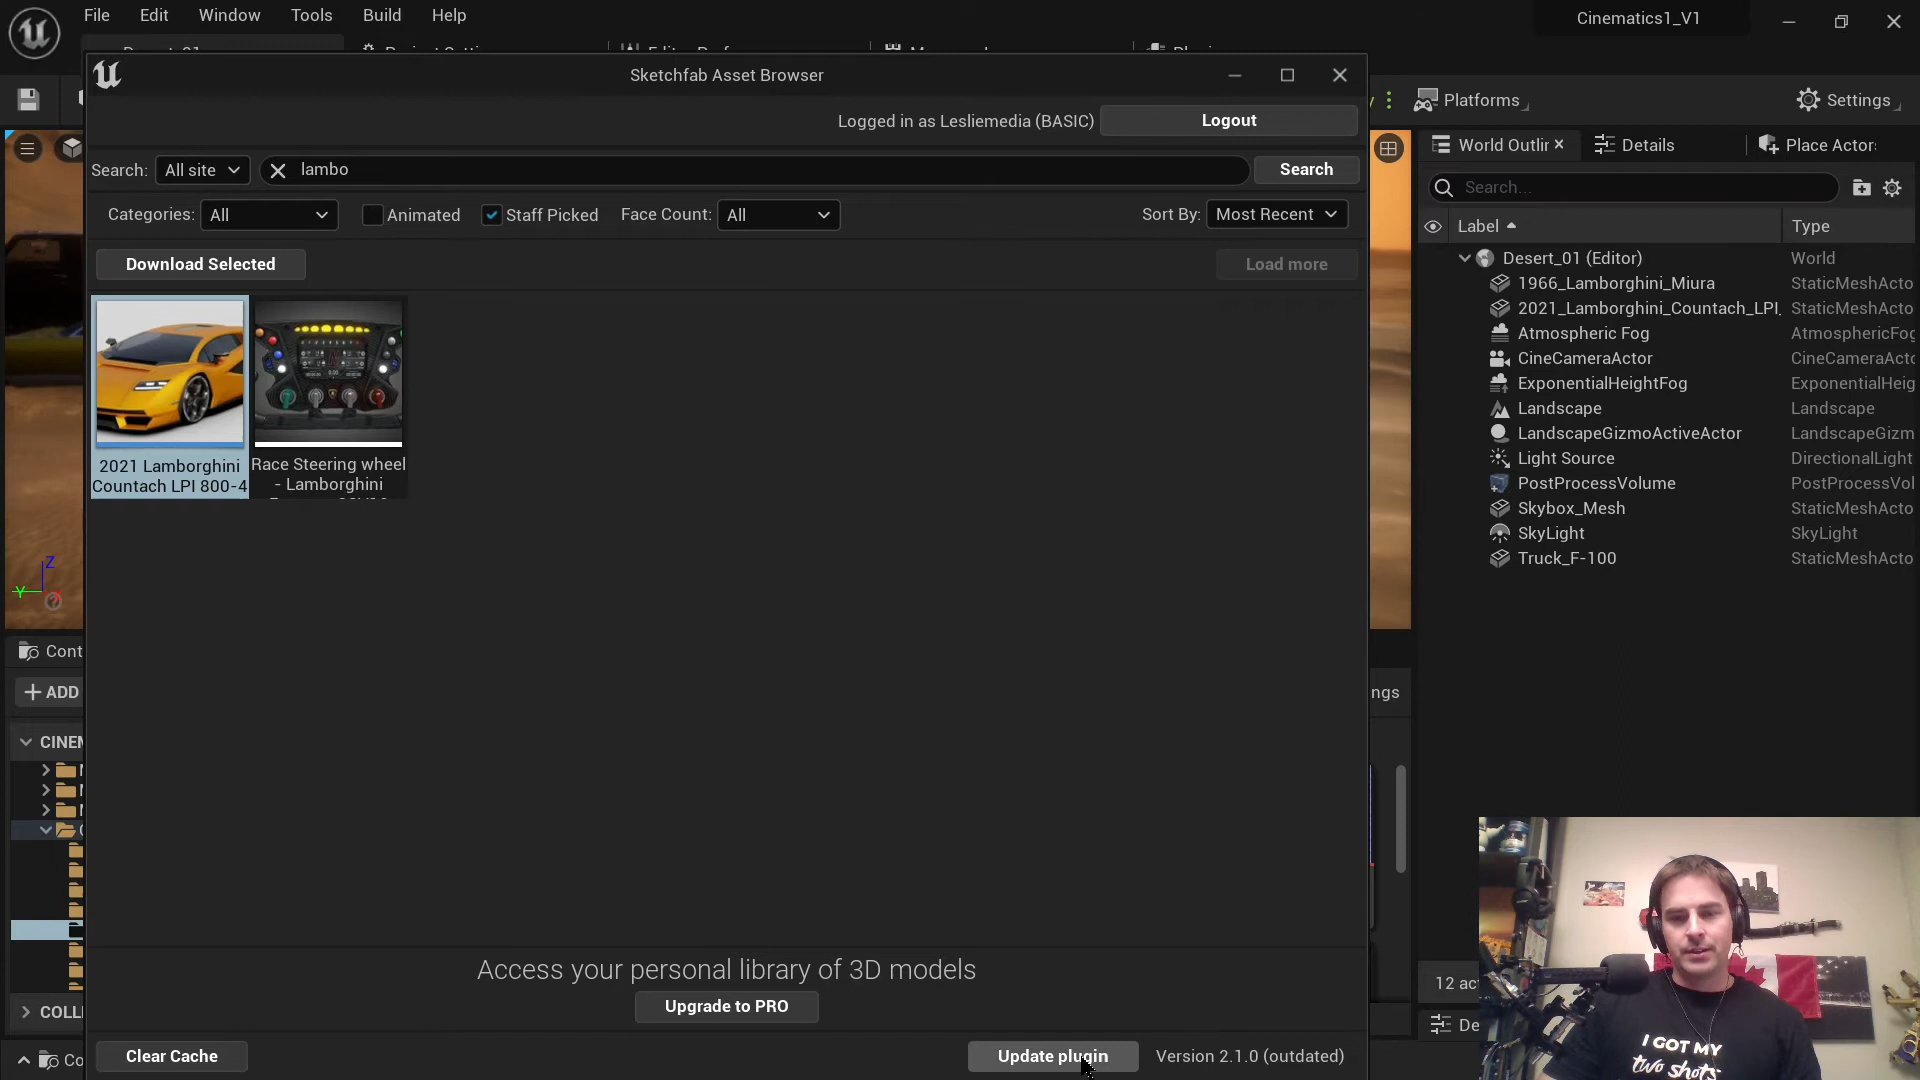 File Edit Window Tools Build Help
Cinematics1_V1
Sketchfab Asset Browser
Logged in as Lesliemedia (BASIC) Logout
Platforms
Settings
World Outlir
Details
Place Actor
Search: All site lambo Search
Search...
Categories: All Animated Staff Picked Face Count: All Sort By: Most Recent
Label Type
Download Selected Load more
Desert_01 (Editor) World
1966_Lamborghini_Miura StaticMeshActo
2021_Lamborghini_Countach_LPI_ StaticMeshActo
Atmospheric Fog AtmosphericFog
CineCameraActor CineCameraActo
ExponentialHeightFog ExponentialHeig
Landscape Landscape
LandscapeGizmoActiveActor LandscapeGizm
Light Source DirectionalLight
PostProcessVolume PostProcessVol
Skybox_Mesh StaticMeshActo
SkyLight SkyLight
Truck_F-100 StaticMeshActo
2021 Lamborghini
Countach LPI 800-4
Race Steering wheel
- Lamborghini
Z
Y
Cont
ADD
ngs
CINEM
COLL
12 act
De
Access your personal library of 3D models
Upgrade to PRO
Co
Clear Cache Update plugin Version 2.1.0 (outdated)
I GOT MY
two shots